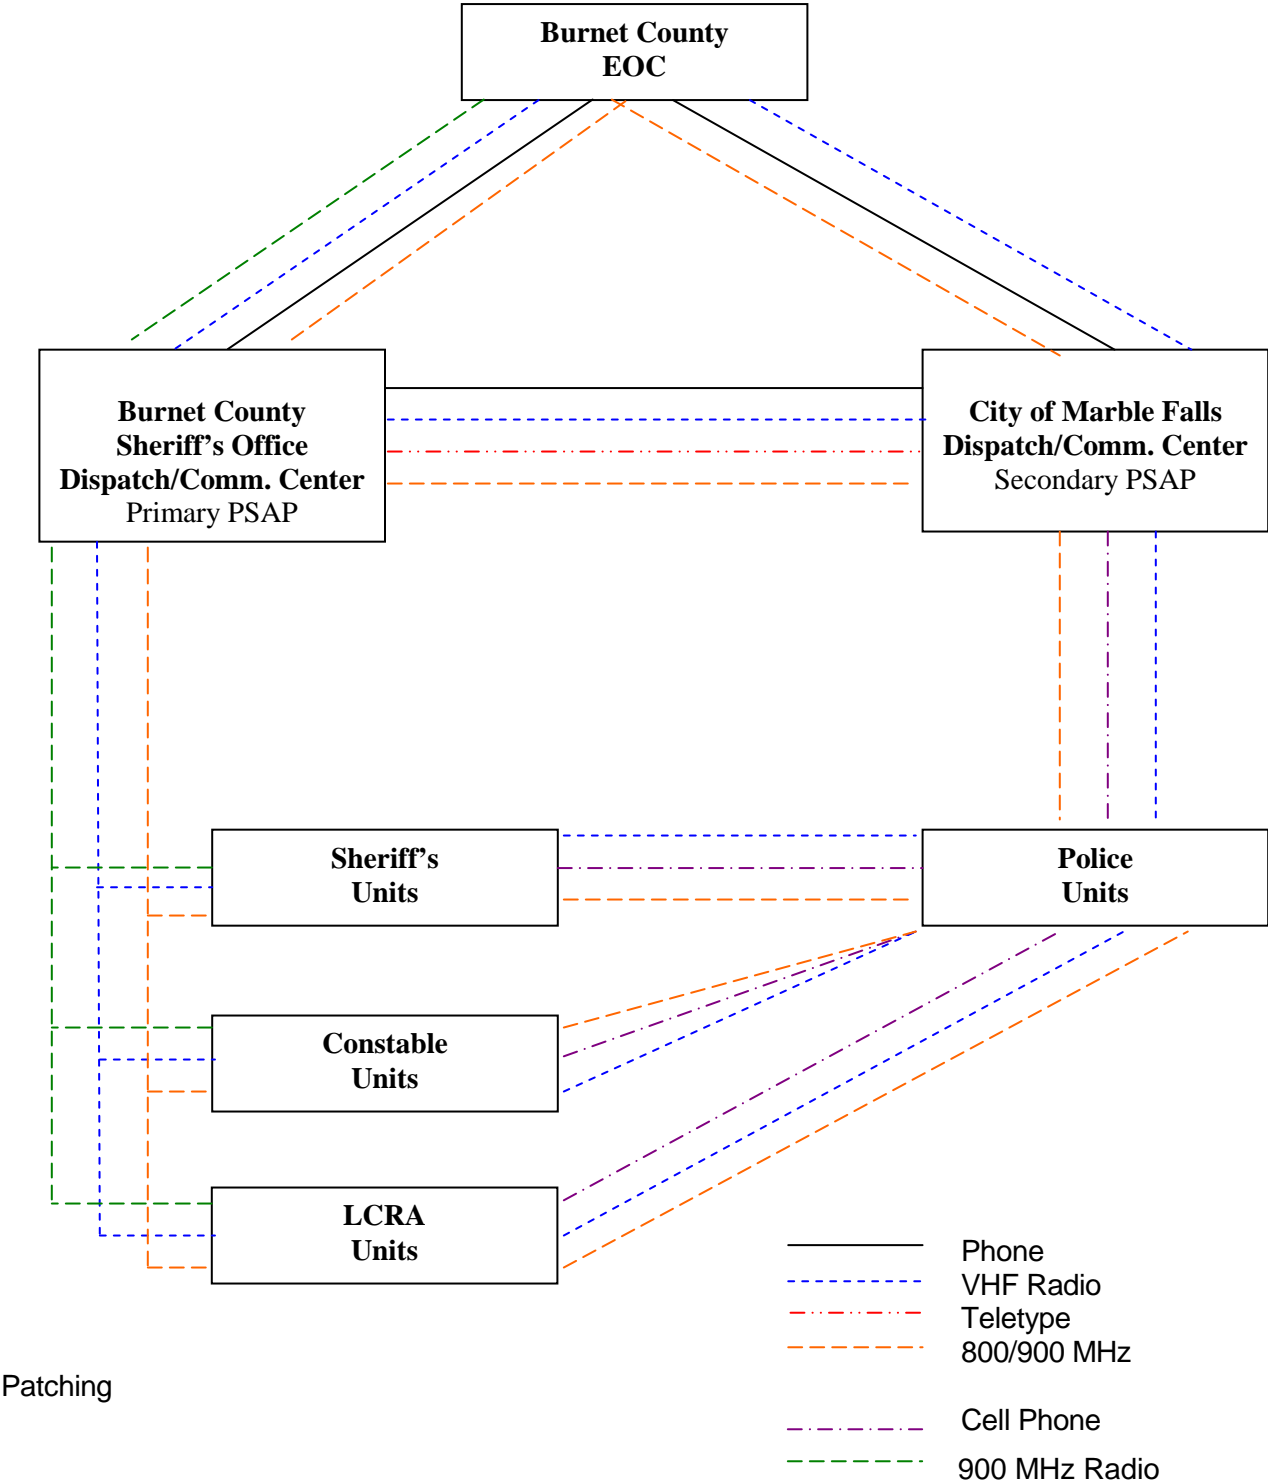 Burnet County
EOC
Burnet County
Sheriff’s Office
Dispatch/Comm. Center
Primary PSAP
City of Marble Falls
Dispatch/Comm. Center
Secondary PSAP
Sheriff’s
Units
Police
Units
Constable
Units
LCRA
Units
Phone
VHF Radio
Teletype
800/900 MHz
Patching
Cell Phone
900 MHz Radio